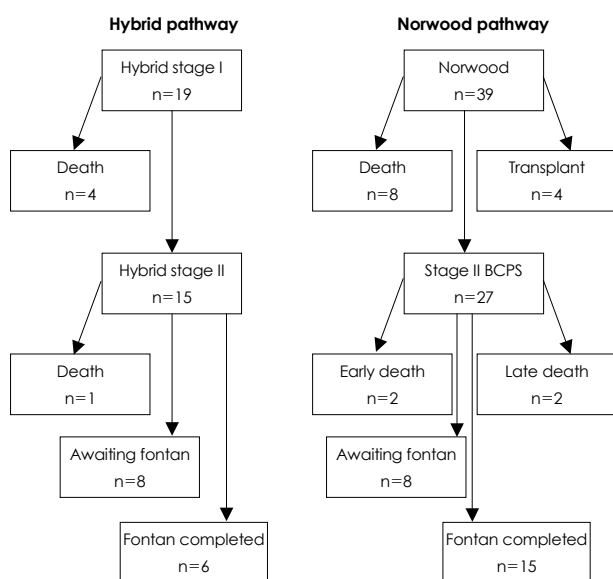 Hybrid pathway
Hybrid stage I
n=19
Death
n=4
Hybrid stage II
n=15
Death
n=1
Awaiting fontan
n=8
Fontan completed
n=6
Norwood pathway
Norwood
n=39
Death
n=8
Transplant
n=4
Stage II BCPS
n=27
Early death
n=2
Late death
n=2
Awaiting fontan
n=8
Fontan completed
n=15